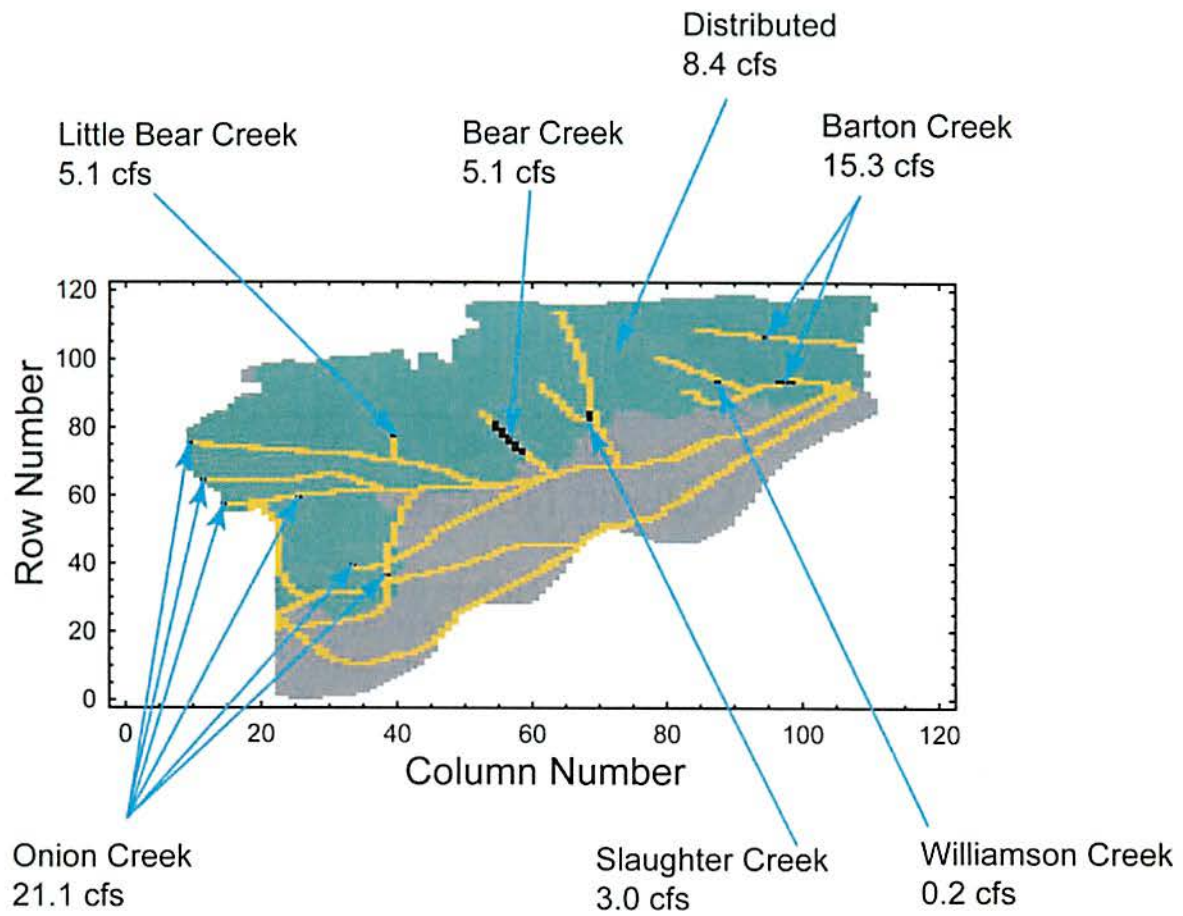 Distributed
8.4 cfs
Little Bear Creek
5.1 cfs
Bear Creek
5.1 cfs
Barton Creek
15.3 cfs
120
100
80
60
40
20
0
Row Number
0 20 40 60 80 100 120
Column Number
Onion Creek
21.1 cfs
Slaughter Creek
3.0 cfs
Williamson Creek
0.2 cfs